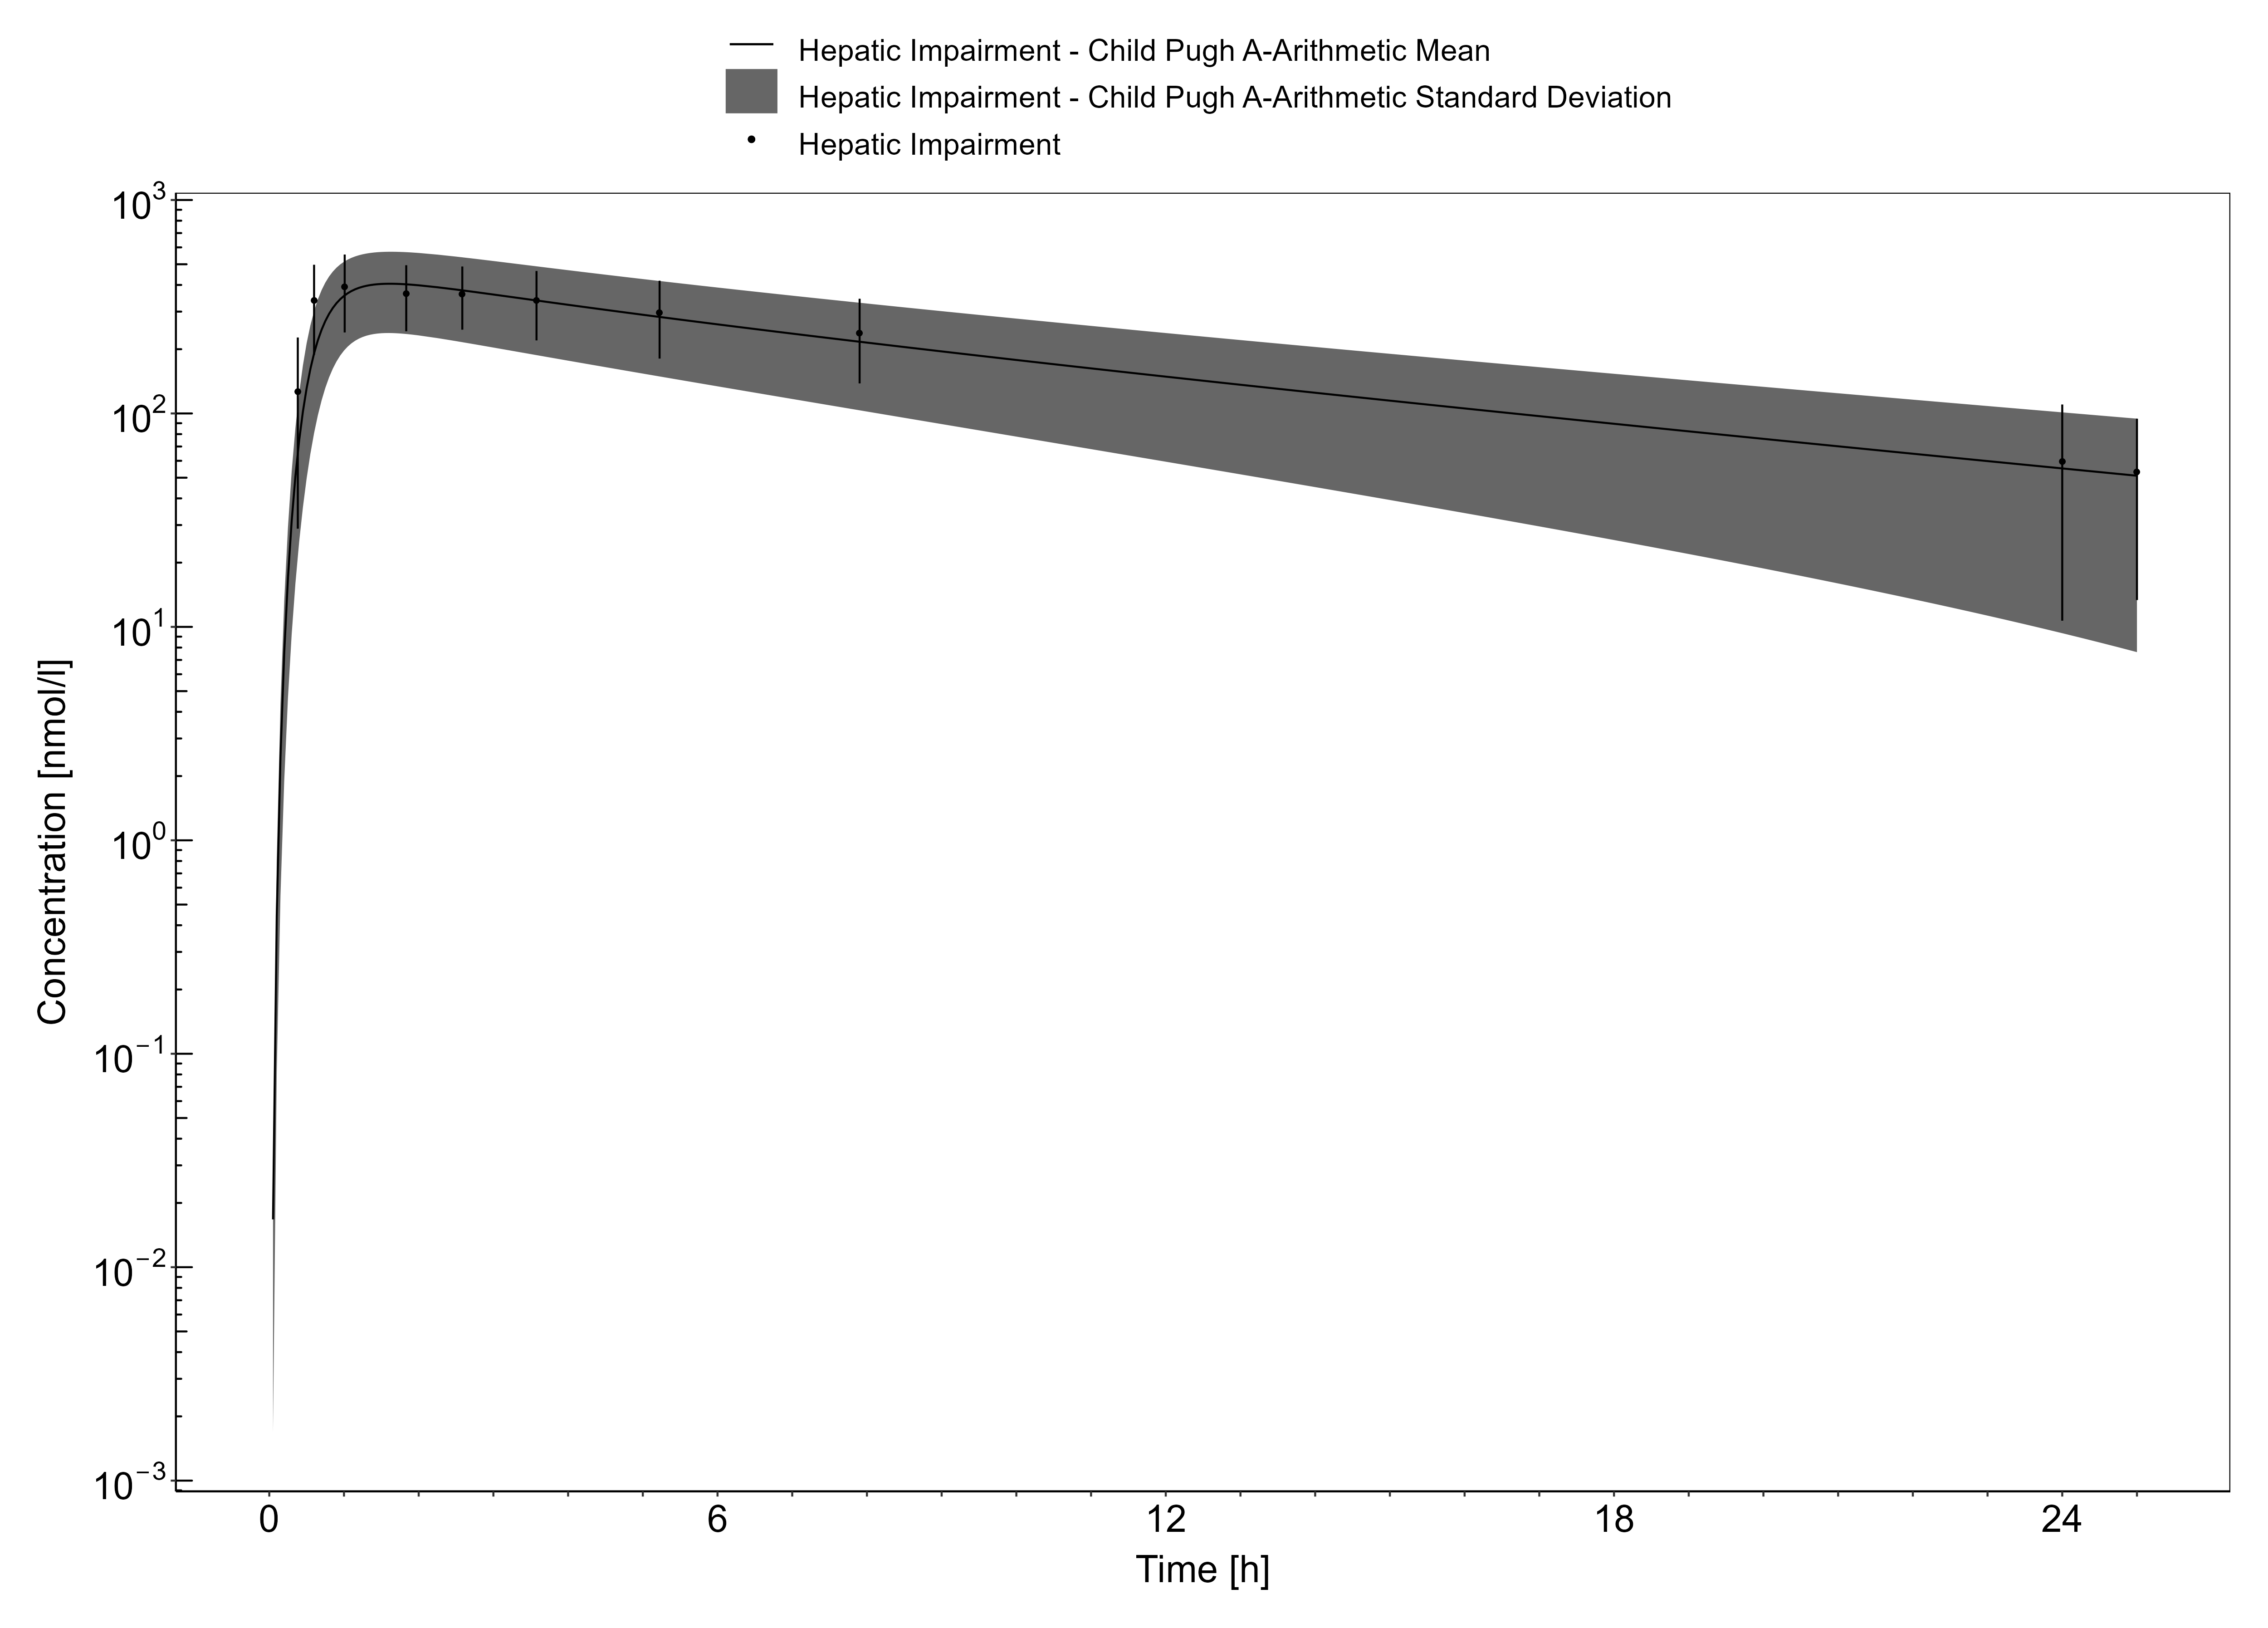 Hepatic Impairment - Child Pugh A-Arithmetic Mean
Hepatic Impairment - Child Pugh A-Arithmetic Standard Deviation
Hepatic Impairment
10³
10²
10¹
10⁰
10⁻¹
10⁻²
10⁻³
Concentration [nmol/l]
0 6 12 18 24
Time [h]